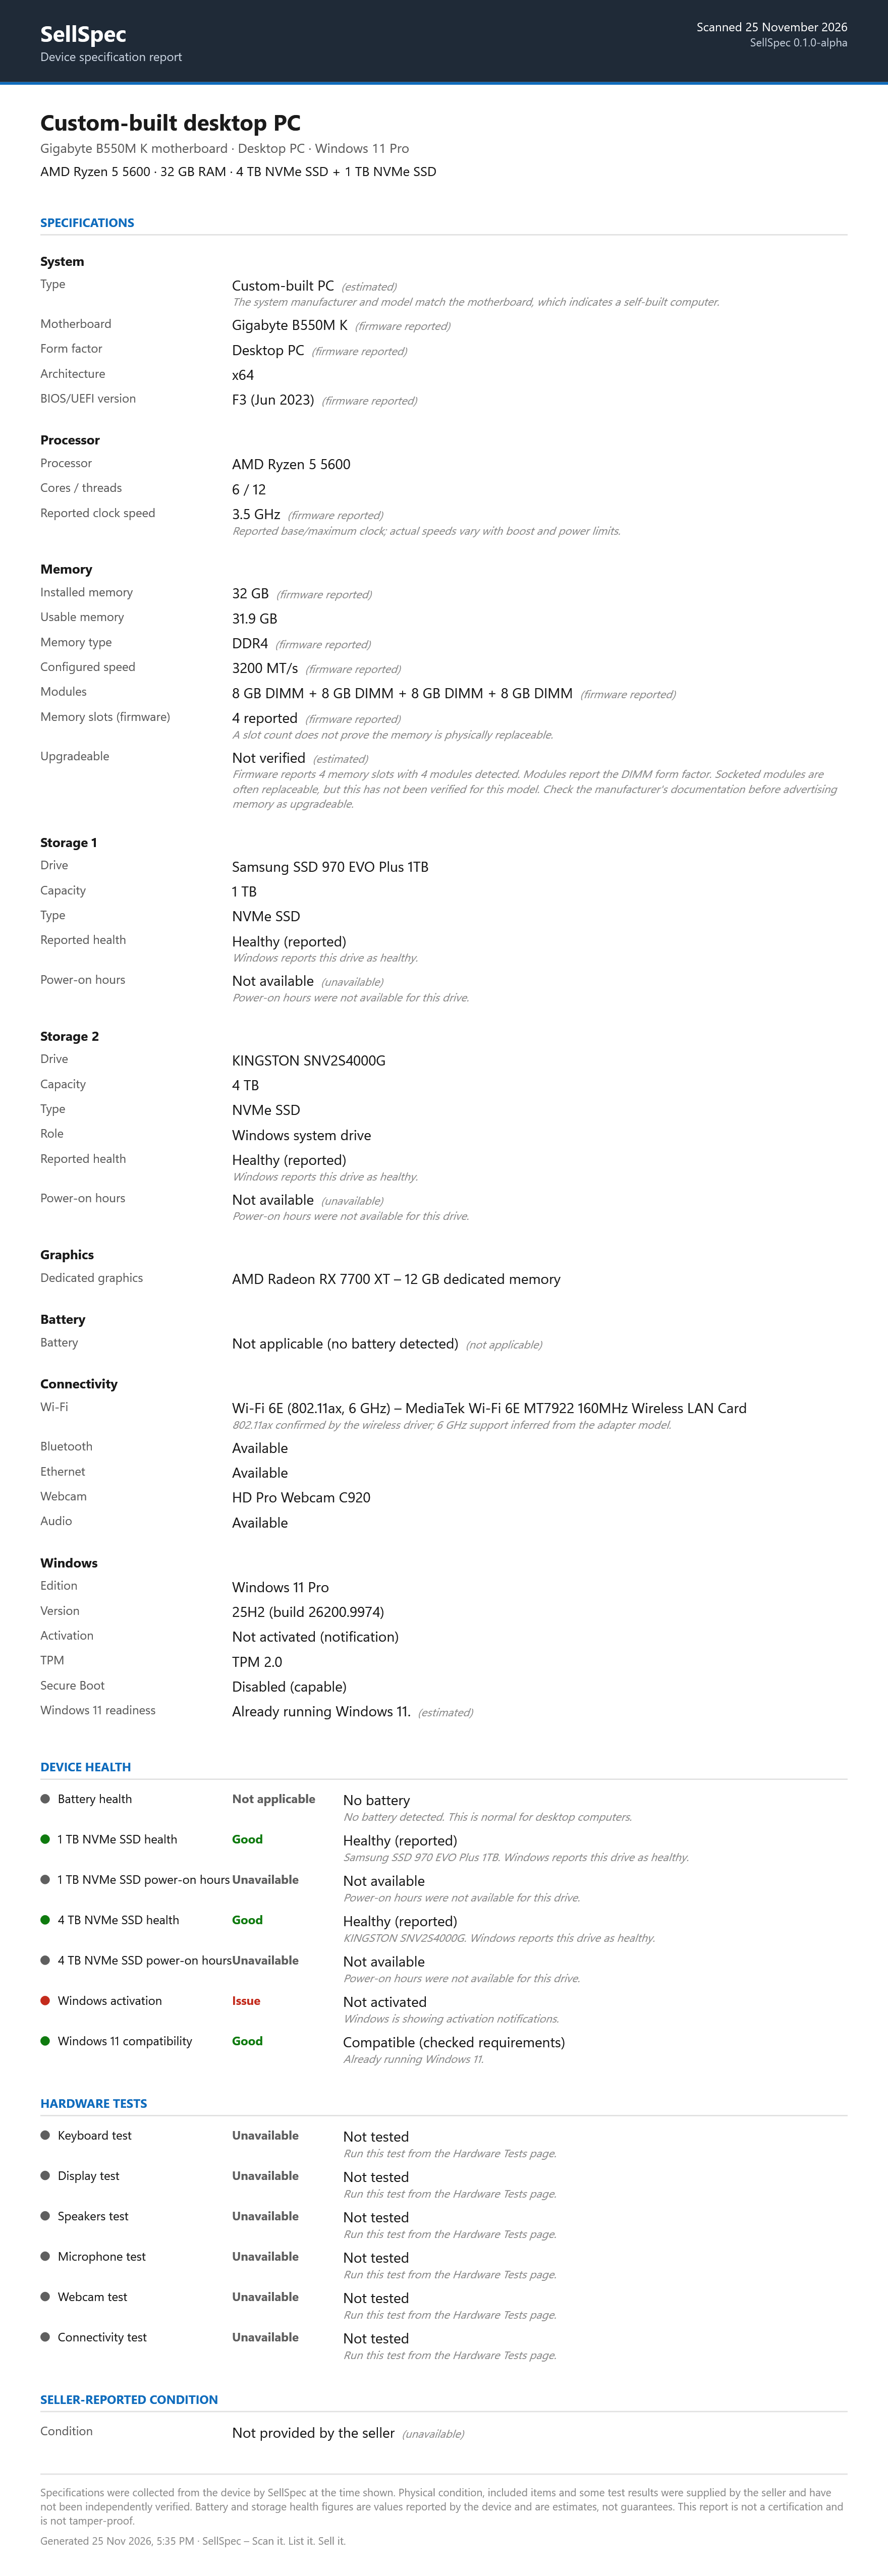 SellSpec
Device specification report
Scanned 25 November 2026
SellSpec 0.1.0-alpha
Custom-built desktop PC
Gigabyte B550M K motherboard · Desktop PC · Windows 11 Pro
AMD Ryzen 5 5600 · 32 GB RAM · 4 TB NVMe SSD + 1 TB NVMe SSD
SPECIFICATIONS
System
Type Custom-built PC (estimated)
The system manufacturer and model match the motherboard, which indicates a self-built computer.
Motherboard Gigabyte B550M K (firmware reported)
Form factor Desktop PC (firmware reported)
Architecture x64
BIOS/UEFI version F3 (Jun 2023) (firmware reported)
Processor
Processor AMD Ryzen 5 5600
Cores / threads 6 / 12
Reported clock speed 3.5 GHz (firmware reported)
Reported base/maximum clock; actual speeds vary with boost and power limits.
Memory
Installed memory 32 GB (firmware reported)
Usable memory 31.9 GB
Memory type DDR4 (firmware reported)
Configured speed 3200 MT/s (firmware reported)
Modules 8 GB DIMM + 8 GB DIMM + 8 GB DIMM + 8 GB DIMM (firmware reported)
Memory slots (firmware) 4 reported (firmware reported)
A slot count does not prove the memory is physically replaceable.
Upgradeable Not verified (estimated)
Firmware reports 4 memory slots with 4 modules detected. Modules report the DIMM form factor. Socketed modules are
often replaceable, but this has not been verified for this model. Check the manufacturer's documentation before advertising
memory as upgradeable.
Storage 1
Drive Samsung SSD 970 EVO Plus 1TB
Capacity 1 TB
Type NVMe SSD
Reported health Healthy (reported)
Windows reports this drive as healthy.
Power-on hours Not available (unavailable)
Power-on hours were not available for this drive.
Storage 2
Drive KINGSTON SNV2S4000G
Capacity 4 TB
Type NVMe SSD
Role Windows system drive
Reported health Healthy (reported)
Windows reports this drive as healthy.
Power-on hours Not available (unavailable)
Power-on hours were not available for this drive.
Graphics
Dedicated graphics AMD Radeon RX 7700 XT – 12 GB dedicated memory
Battery
Battery Not applicable (no battery detected) (not applicable)
Connectivity
Wi-Fi Wi-Fi 6E (802.11ax, 6 GHz) – MediaTek Wi-Fi 6E MT7922 160MHz Wireless LAN Card
802.11ax confirmed by the wireless driver; 6 GHz support inferred from the adapter model.
Bluetooth Available
Ethernet Available
Webcam HD Pro Webcam C920
Audio Available
Windows
Edition Windows 11 Pro
Version 25H2 (build 26200.9974)
Activation Not activated (notification)
TPM TPM 2.0
Secure Boot Disabled (capable)
Windows 11 readiness Already running Windows 11. (estimated)
DEVICE HEALTH
Battery health Not applicable No battery
No battery detected. This is normal for desktop computers.
1 TB NVMe SSD health Good Healthy (reported)
Samsung SSD 970 EVO Plus 1TB. Windows reports this drive as healthy.
1 TB NVMe SSD power-on hours Unavailable Not available
Power-on hours were not available for this drive.
4 TB NVMe SSD health Good Healthy (reported)
KINGSTON SNV2S4000G. Windows reports this drive as healthy.
4 TB NVMe SSD power-on hours Unavailable Not available
Power-on hours were not available for this drive.
Windows activation Issue Not activated
Windows is showing activation notifications.
Windows 11 compatibility Good Compatible (checked requirements)
Already running Windows 11.
HARDWARE TESTS
Keyboard test Unavailable Not tested
Run this test from the Hardware Tests page.
Display test Unavailable Not tested
Run this test from the Hardware Tests page.
Speakers test Unavailable Not tested
Run this test from the Hardware Tests page.
Microphone test Unavailable Not tested
Run this test from the Hardware Tests page.
Webcam test Unavailable Not tested
Run this test from the Hardware Tests page.
Connectivity test Unavailable Not tested
Run this test from the Hardware Tests page.
SELLER-REPORTED CONDITION
Condition Not provided by the seller (unavailable)
Specifications were collected from the device by SellSpec at the time shown. Physical condition, included items and some test results were supplied by the seller and have
not been independently verified. Battery and storage health figures are values reported by the device and are estimates, not guarantees. This report is not a certification and
is not tamper-proof.
Generated 25 Nov 2026, 5:35 PM · SellSpec – Scan it. List it. Sell it.